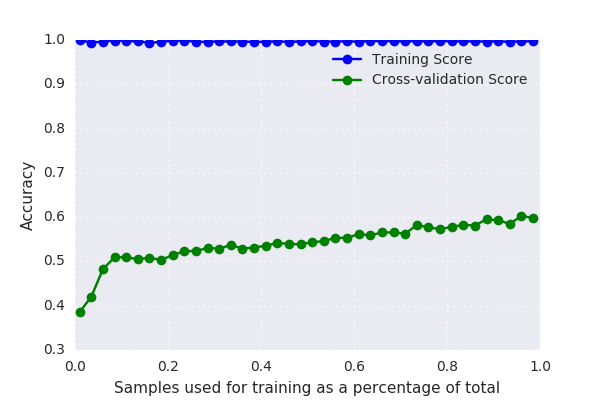 1.0
0.9
0.8
0.7
0.6
0.5
0.4
0.3
Accuracy
Training Score
Cross-validation Score
0.0 0.2 0.4 0.6 0.8 1.0
Samples used for training as a percentage of total